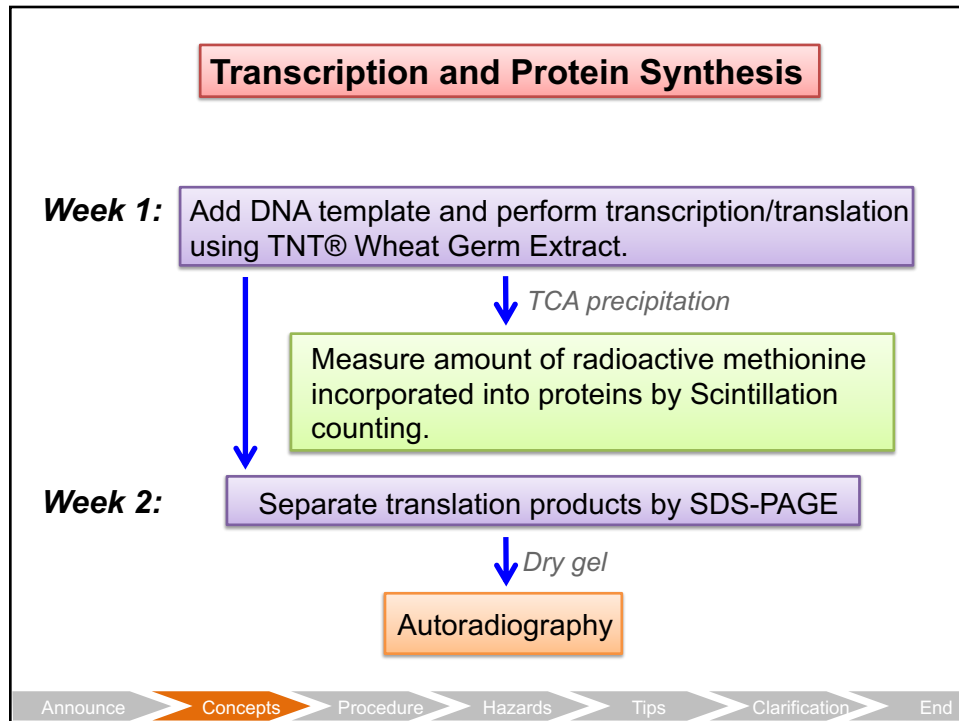 Transcription and Protein Synthesis
Week 1:
Add DNA template and perform transcription/translation
using TNT® Wheat Germ Extract.
TCA precipitation
Measure amount of radioactive methionine
incorporated into proteins by Scintillation
counting.
Week 2:
Separate translation products by SDS-PAGE
Dry gel
Autoradiography
Announce Concepts Procedure Hazards Tips Clarification End